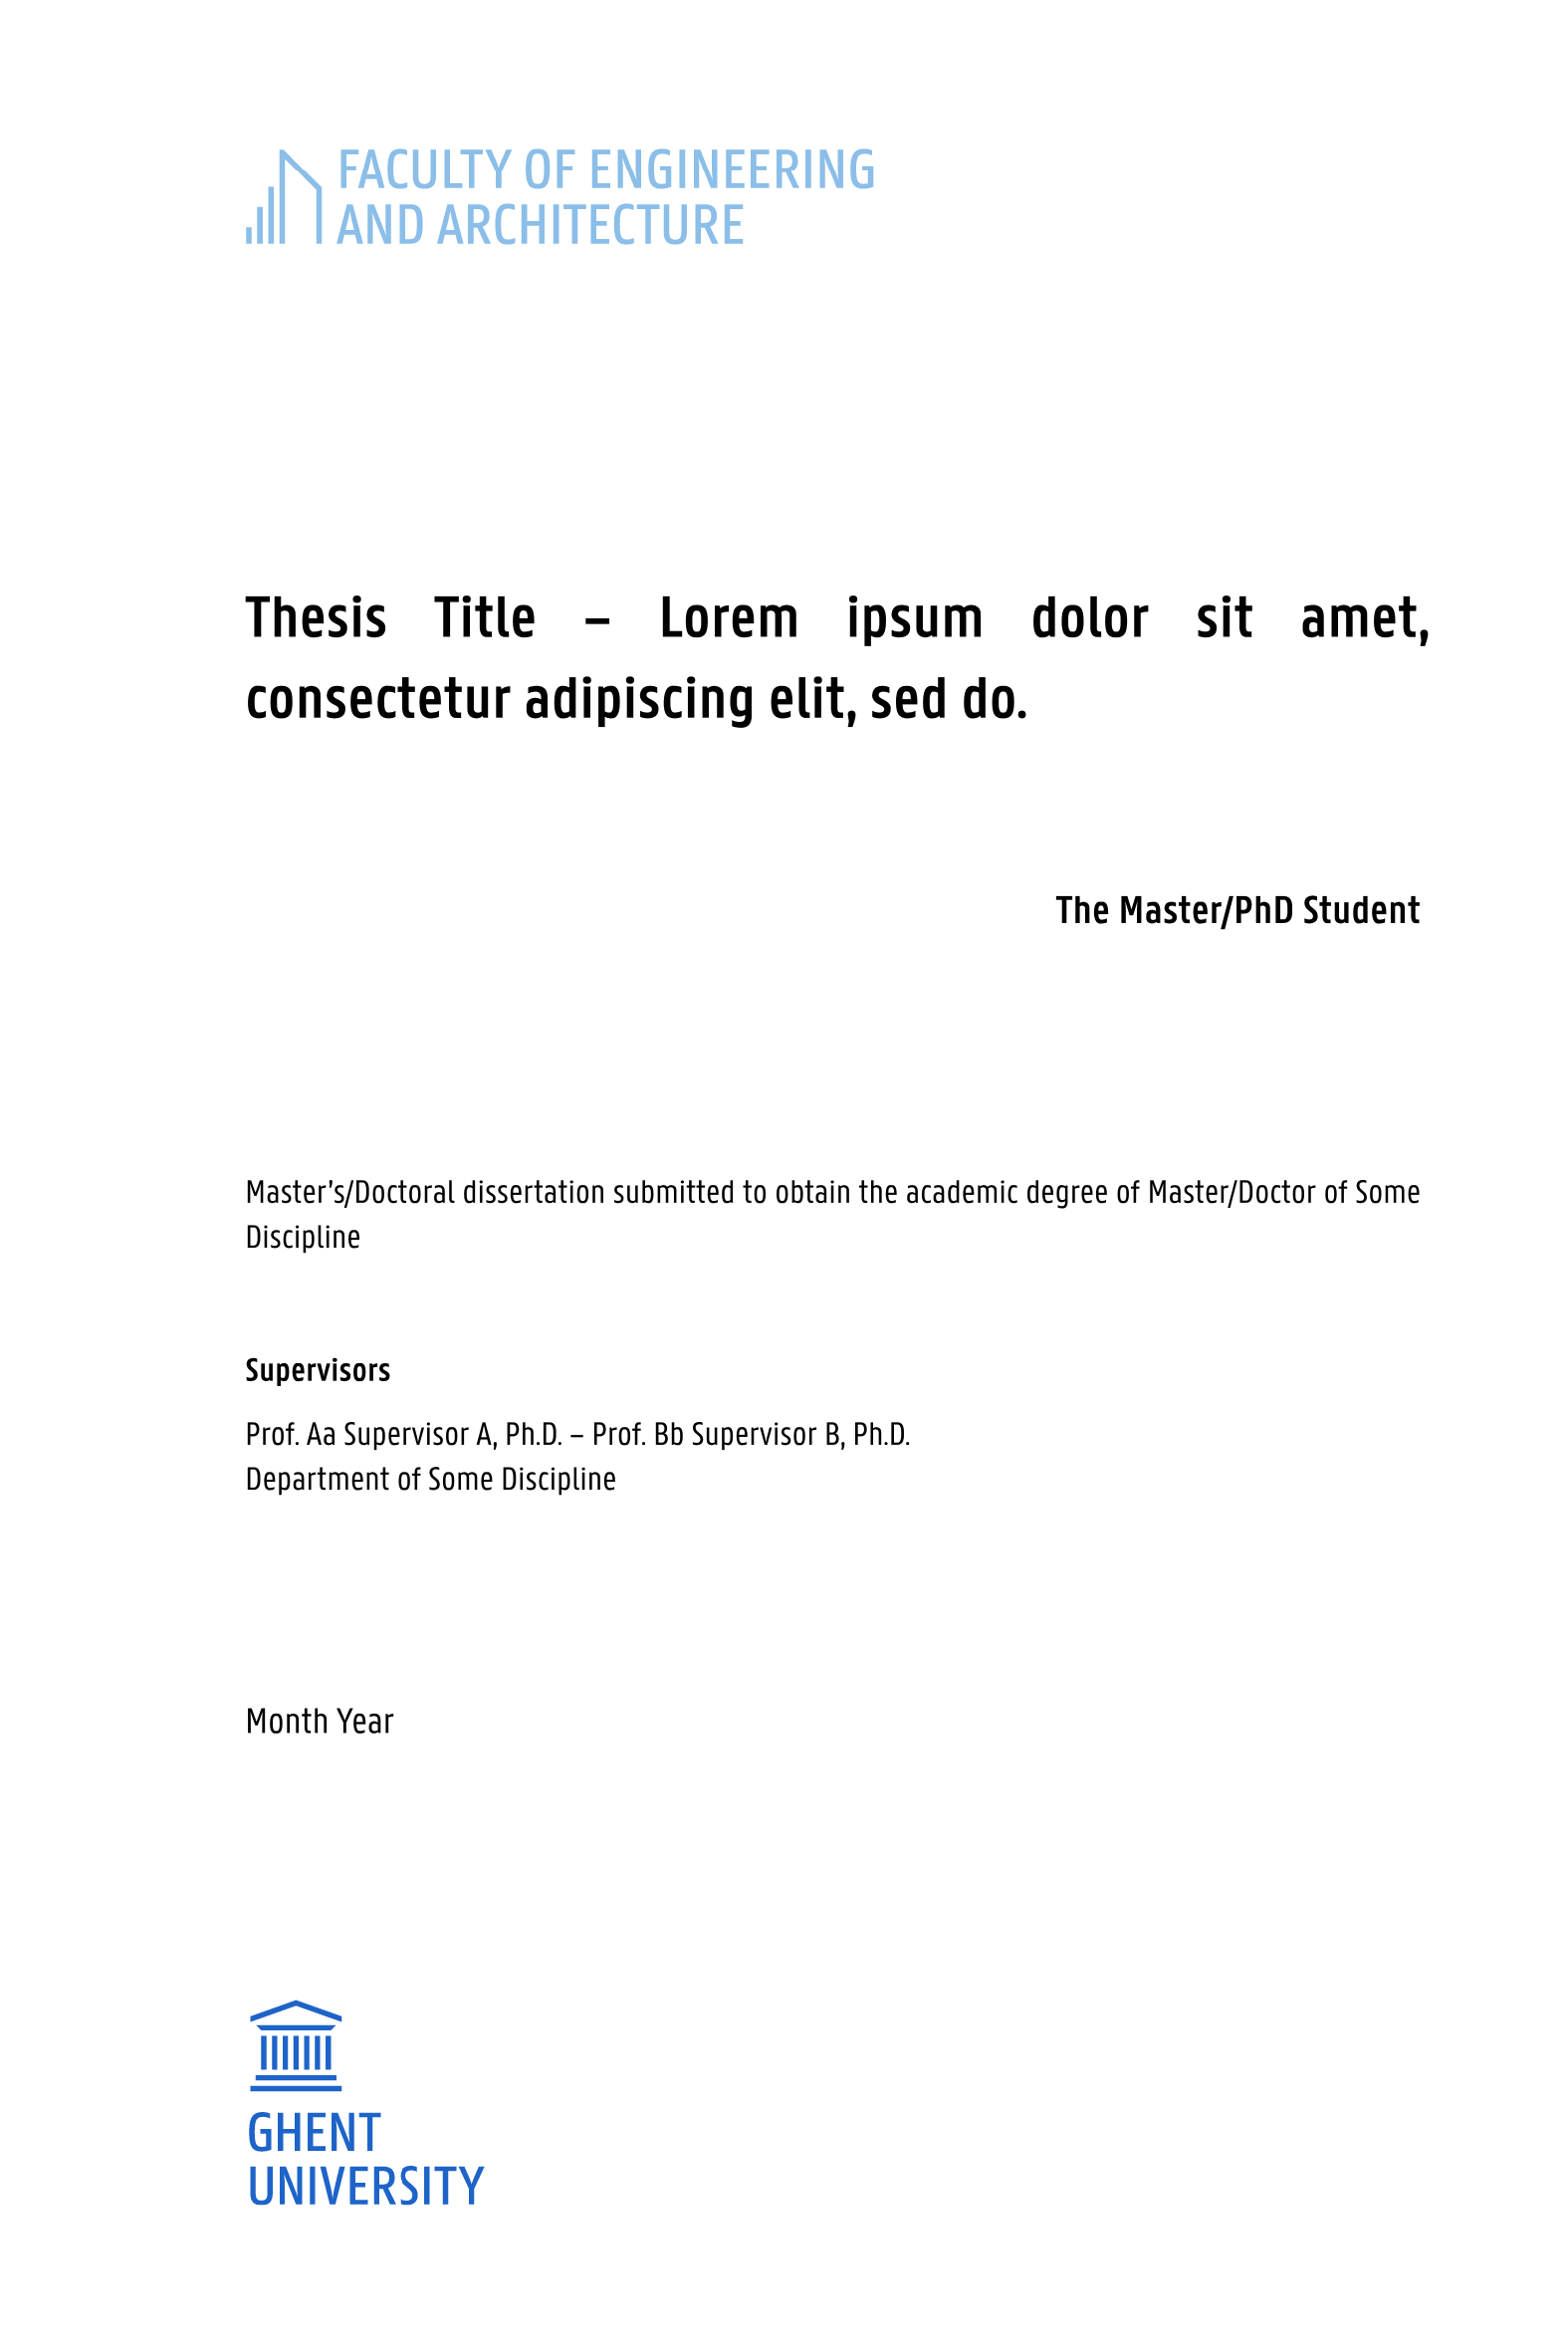 FACULTY OF ENGINEERING
AND ARCHITECTURE
Thesis Title – Lorem ipsum dolor sit amet,
consectetur adipiscing elit, sed do.
The Master/PhD Student
Master’s/Doctoral dissertation submitted to obtain the academic degree of Master/Doctor of Some
Discipline
Supervisors
Prof. Aa Supervisor A, Ph.D. – Prof. Bb Supervisor B, Ph.D.
Department of Some Discipline
Month Year
GHENT
UNIVERSITY